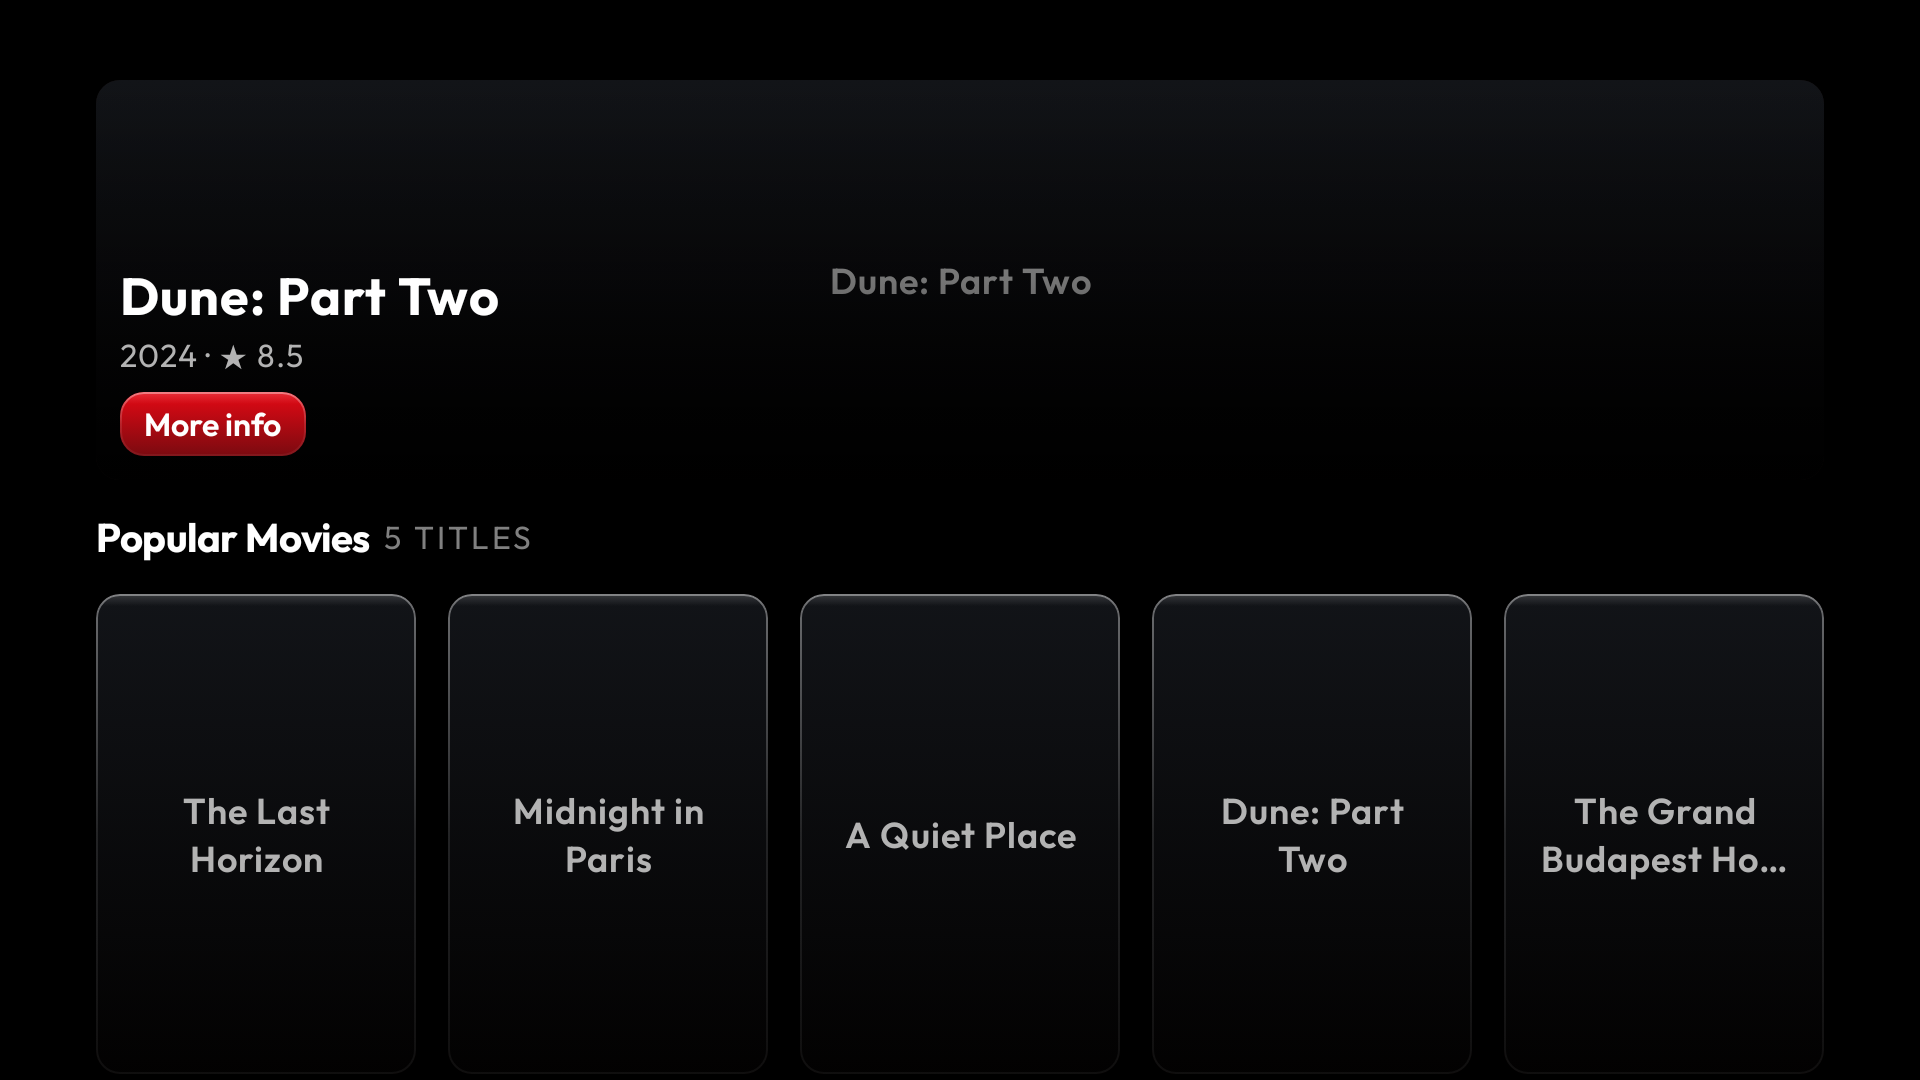 Dune: Part Two
Dune: Part Two
2024 · ★ 8.5
More info
Popular Movies 5 TITLES
The Last
Horizon
Midnight in
Paris
A Quiet Place
Dune: Part
Two
The Grand
Budapest Ho...